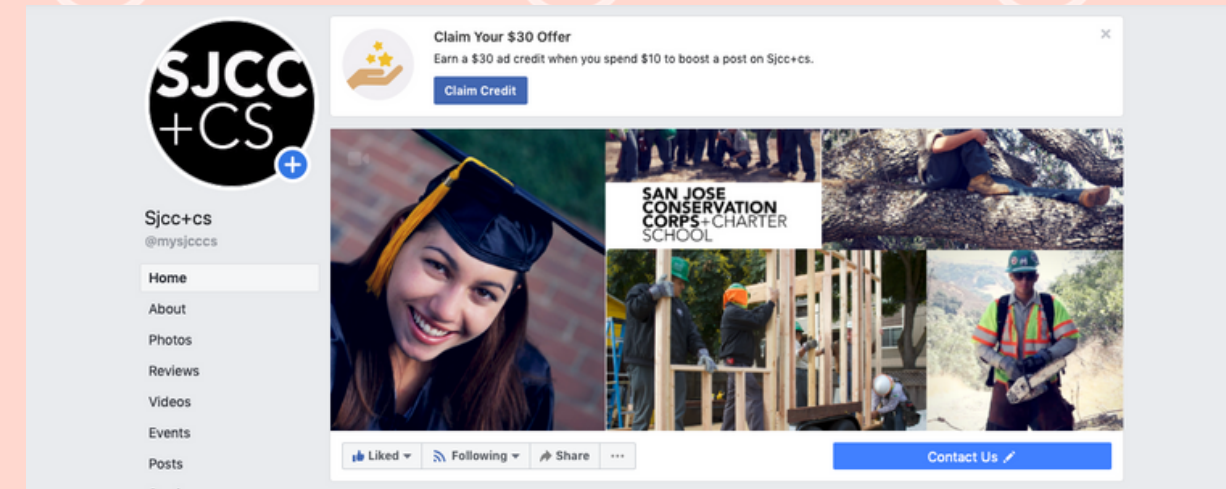 SJCC
+CS
Sjcc+cs
@mysjcccs
Home
About
Photos
Reviews
Videos
Events
Posts
Claim Your $30 Offer
Earn a $30 ad credit when you spend $10 to boost a post on Sjcc+cs.
Claim Credit
SAN JOSE
CONSERVATION
CORPS+CHARTER
SCHOOL
Liked
Following
Share
Contact Us